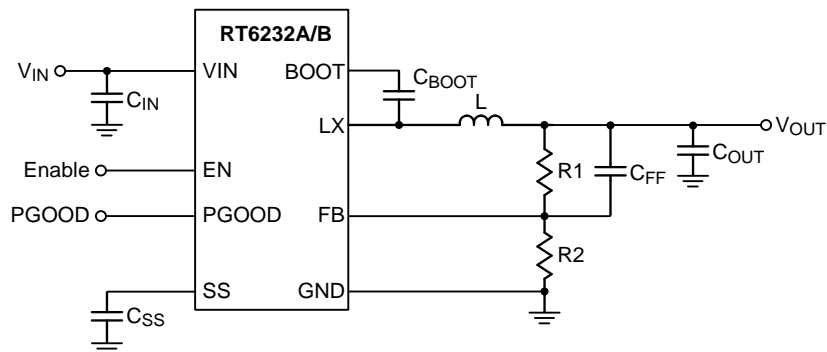 RT6232A/B
VIN
VIN
BOOT
CBOOT
CIN
LX
L
VOUT
COUT
Enable
EN
R1
CFF
PGOOD
PGOOD
FB
R2
SS
GND
CSS